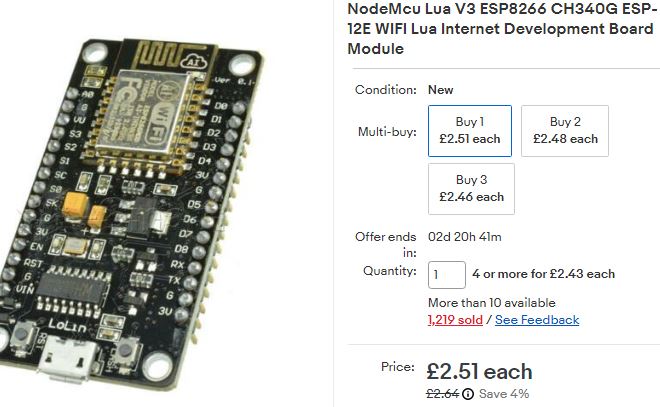 NodeMcu Lua V3 ESP8266 CH340G ESP-
12E WIFI Lua Internet Development Board
Module
Condition: New
Multi-buy:
Buy 1
£2.51 each
Buy 2
£2.48 each
Buy 3
£2.46 each
Offer ends
in:
02d 20h 41m
Quantity: 1 4 or more for £2.43 each
More than 10 available
1,219 sold / See Feedback
Price: £2.51 each
£2.64 Save 4%
AI
Ver 0.1
WiFi
FCC
A0
G
VU
S3
S2
S1
SC
S0
SK
G
3V
EN
RST
G
VIN
D0
D1
D2
D3
D4
3V
G
D5
D6
D7
D8
RX
TX
G
3V
LoLin
RST